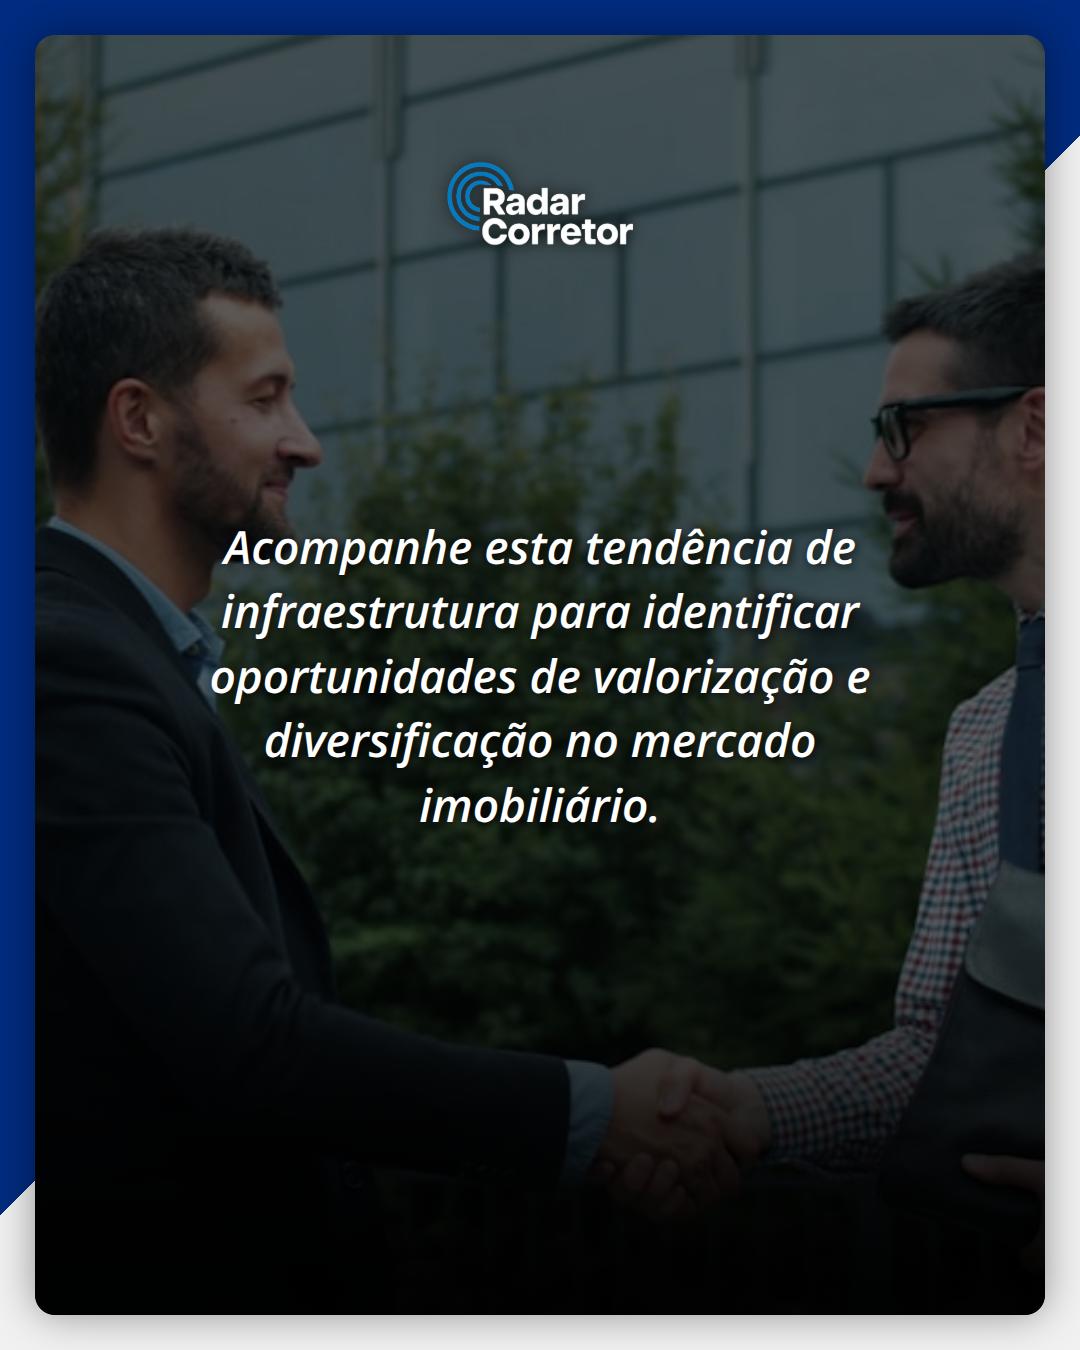 Radar
Corretor
Acompanhe esta tendência de
infraestrutura para identificar
oportunidades de valorização e
diversificação no mercado
imobiliário.